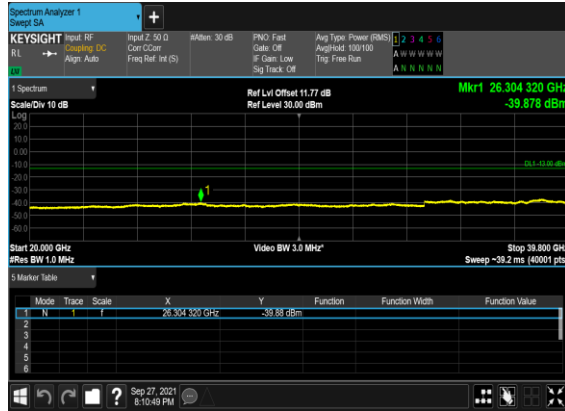 Spectrum Analyzer 1
Swept SA
+
KEYSIGHT
RL
Input: RF
Coupling: DC
Align: Auto
Input Z: 50 Ω
Corr CCorr
Freq Ref: Int (S)
#Atten: 30 dB
PNO: Fast
Gate: Off
IF Gain: Low
Sig Track: Off
Avg Type: Power (RMS)
Avg|Hold: 100/100
Trig: Free Run
1 2 3 4 5 6
A W W W W W
A N N N N N
1 Spectrum
Scale/Div 10 dB
Ref Lvl Offset 11.77 dB
Ref Level 30.00 dBm
Mkr1 26.304 320 GHz
-39.878 dBm
Log
20.0
10.0
0.00
-10.0
-20.0
-30.0
-40.0
-50.0
-60.0
DL1 -13.00 dBm
1
Start 20.000 GHz
#Res BW 1.0 MHz
Video BW 3.0 MHz*
Stop 39.800 GHz
Sweep ~39.2 ms (40001 pts)
5 Marker Table
Mode Trace Scale X Y Function Function Width Function Value
1 N 1 f 26.304 320 GHz -39.88 dBm
2
3
4
5
6
?
Sep 27, 2021
8:10:49 PM